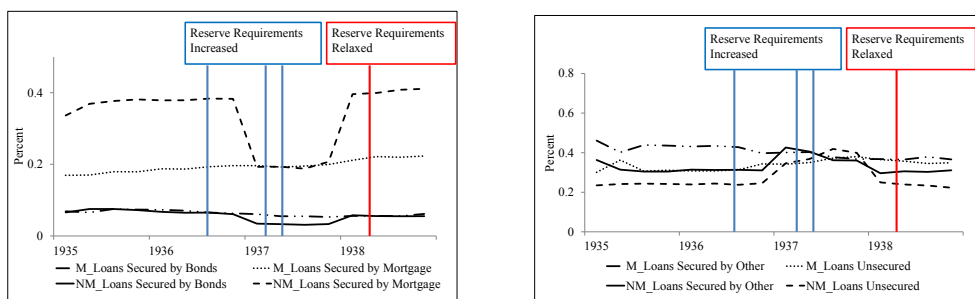 Reserve Requirements
Increased
Reserve Requirements
Relaxed
Percent
0.4
0.2
0
1935
1936
1937
1938
M_Loans Secured by Bonds
M_Loans Secured by Mortgage
NM_Loans Secured by Bonds
NM_Loans Secured by Mortgage
Reserve Requirements
Increased
Reserve Requirements
Relaxed
Percent
0.8
0.6
0.4
0.2
0
1935
1936
1937
1938
M_Loans Secured by Other
M_Loans Unsecured
NM_Loans Secured by Other
NM_Loans Unsecured